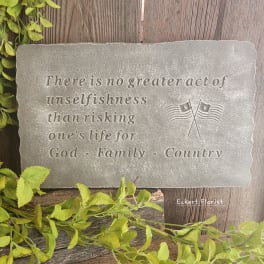 There is no greater act of
unselfishness
than risking
one's life for
God - Family - Country
Eckert Florist